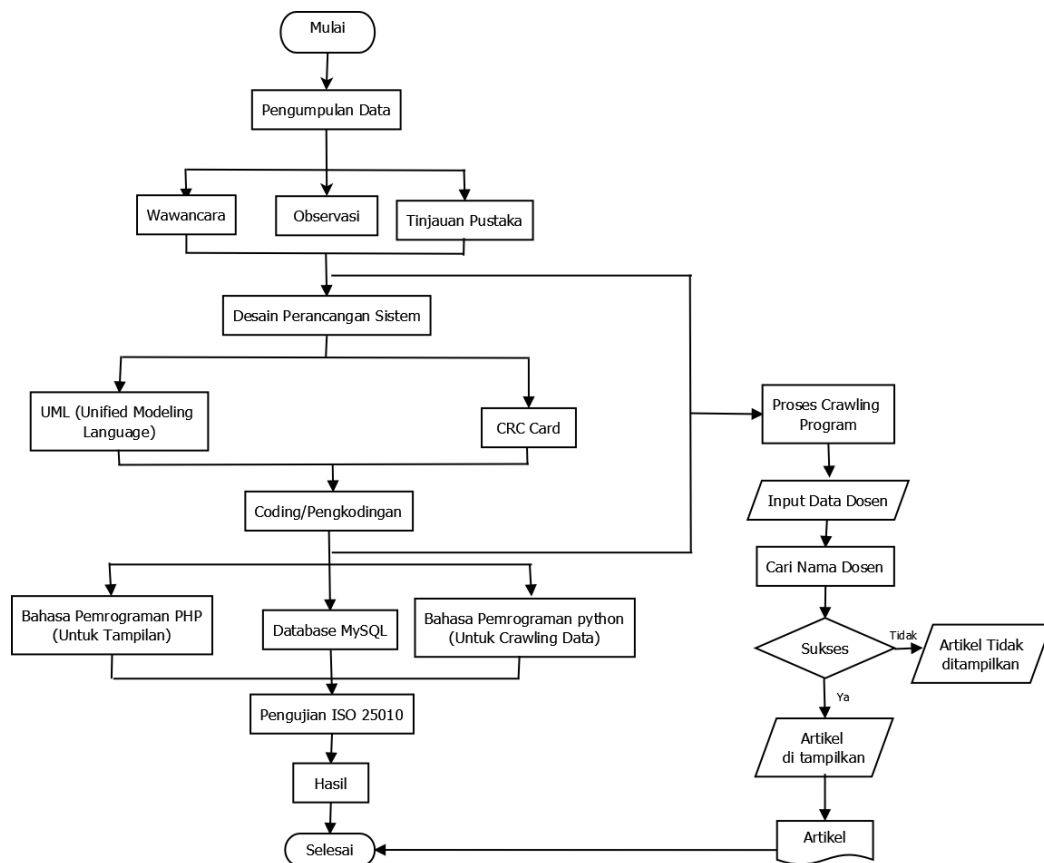 Mulai
Pengumpulan Data
Wawancara
Observasi
Tinjauan Pustaka
Desain Perancangan Sistem
UML (Unified Modeling
Language)
CRC Card
Coding/Pengkodingan
Bahasa Pemrograman PHP
(Untuk Tampilan)
Database MySQL
Bahasa Pemrograman python
(Untuk Crawling Data)
Pengujian ISO 25010
Hasil
Selesai
Proses Crawling
Program
Input Data Dosen
Cari Nama Dosen
Sukses
Tidak
Artikel Tidak
ditampilkan
Ya
Artikel
di tampilkan
Artikel